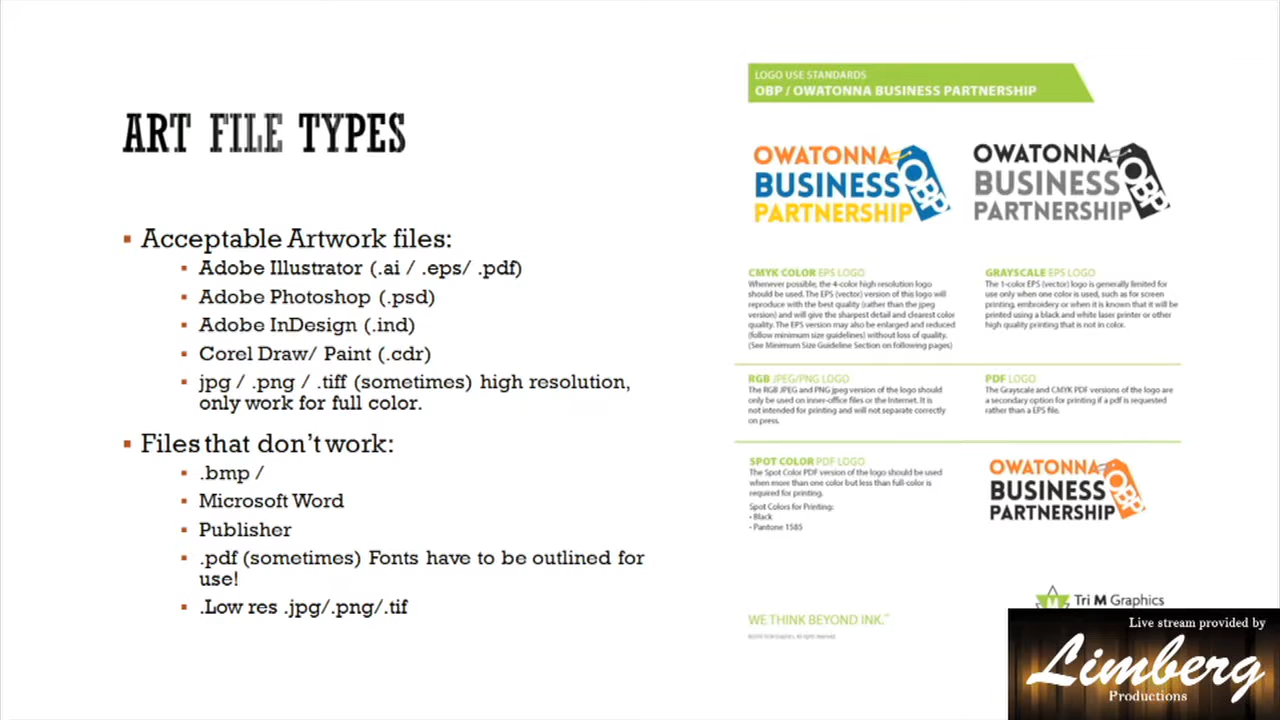 ART FILE TYPES
Acceptable Artwork files:
Adobe Illustrator (.ai / .eps/ .pdf)
Adobe Photoshop (.psd)
Adobe InDesign (.ind)
Corel Draw/ Paint (.cdr)
jpg / .png / .tiff (sometimes) high resolution,
only work for full color.
Files that don't work:
.bmp /
Microsoft Word
Publisher
.pdf (sometimes) Fonts have to be outlined for
use!
.Low res .jpg/.png/.tif
LOGO USE STANDARDS
OBP / OWATONNA BUSINESS PARTNERSHIP
OWATONNA
BUSINESS
PARTNERSHIP
OBP
OWATONNA
BUSINESS
PARTNERSHIP
OBP
CMYK COLOR EPS LOGO
Whenever possible, the 4-color high resolution logo
should be used. The EPS (vector) version of this logo will
reproduce with the best quality (rather than the jpeg
version) and will give the sharpest detail and clearest color
quality. The EPS version may also be enlarged and reduced
(follow minimum size guidelines) without loss of quality.
(See Minimum Size Guideline Section on following pages)
GRAYSCALE EPS LOGO
The 1-color EPS (vector) logo is generally limited for
use only when one color is used, such as for screen
printing, embroidery or when it is known that it will be
printed using a black and white laser printer or other
high quality printing that is not in color.
RGB JPEG/PNG LOGO
The RGB JPEG and PNG jpeg version of the logo should
only be used on inner-office files or the Internet. It is
not intended for printing and will not separate correctly
on press.
PDF LOGO
The Grayscale and CMYK PDF versions of the logo are
a secondary option for printing if a pdf is requested
rather than a EPS file.
SPOT COLOR PDF LOGO
The Spot Color PDF version of the logo should be used
when more than one color but less than full-color is
required for printing.
Spot Colors for Printing:
• Black
• Pantone 1585
OWATONNA
BUSINESS
PARTNERSHIP
OBP
WE THINK BEYOND INK.™
Tri M Graphics
Live stream provided by
Limberg
Productions